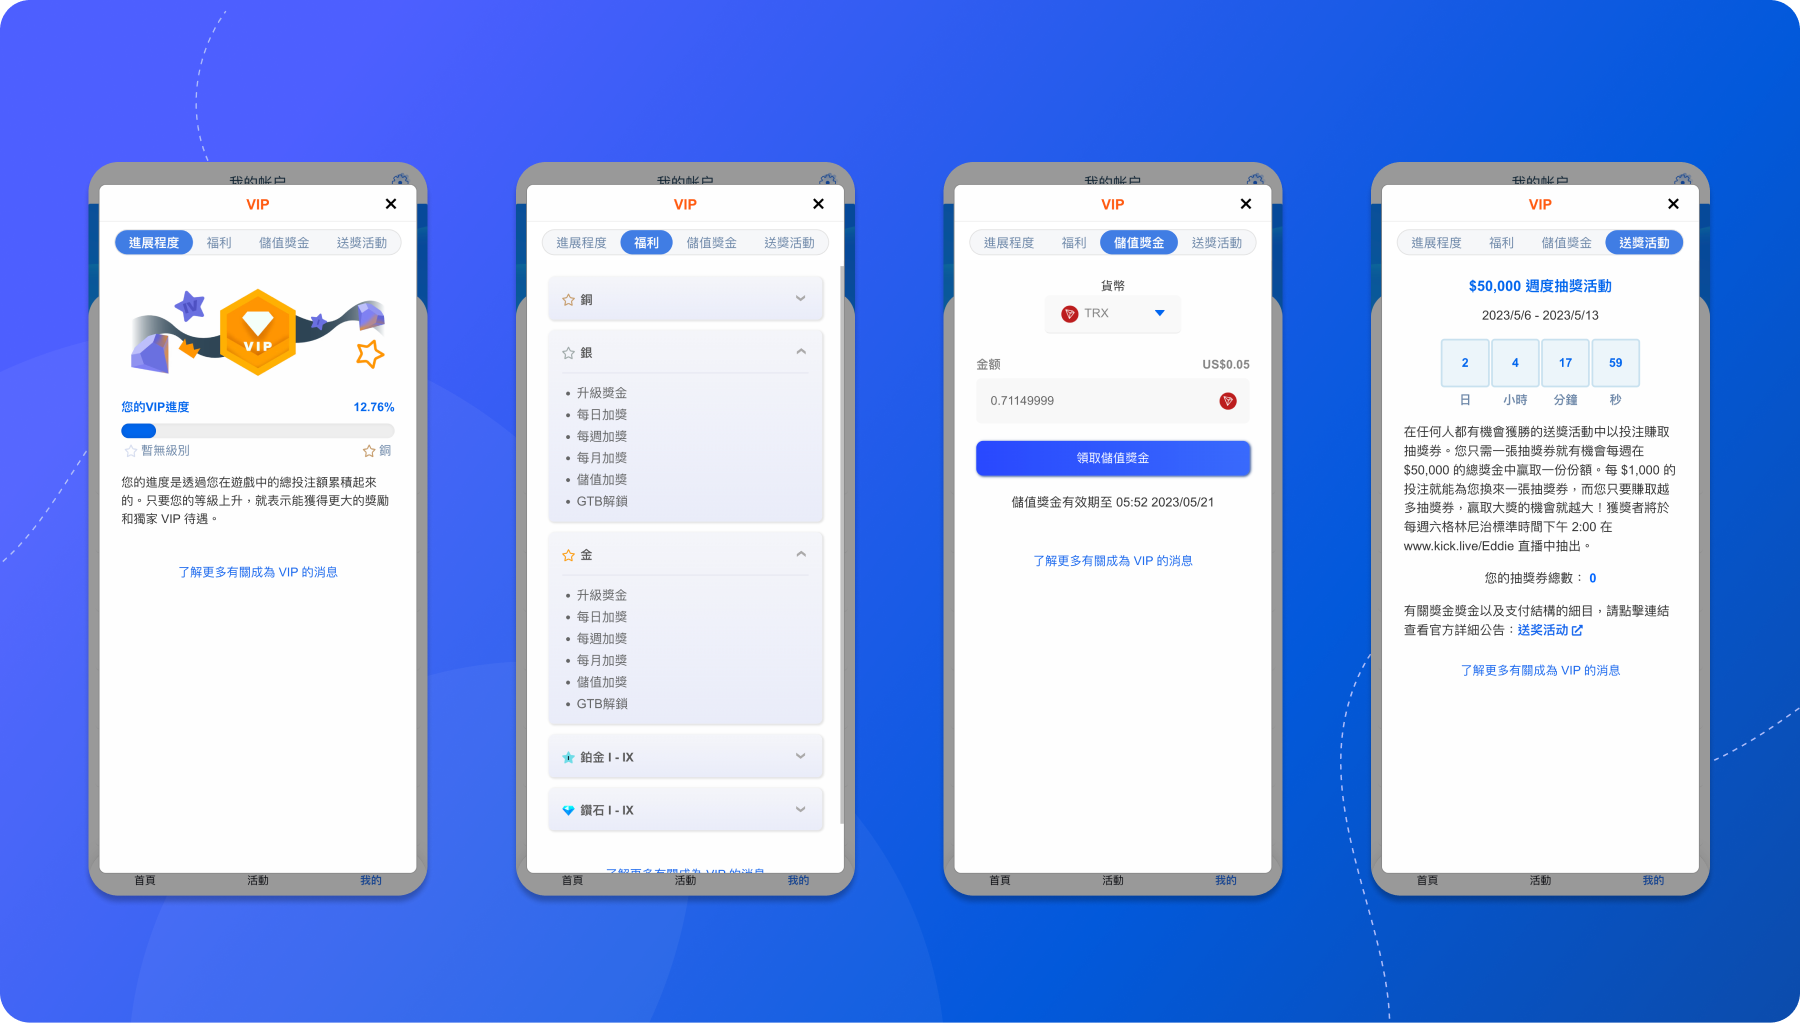 我的帐户
VIP
進展程度 福利 儲值獎金 送獎活動
IV
VIP
您的VIP進度 12.76%
暫無級別 銅
您的進度是透過您在遊戲中的總投注額累積起來
的。只要您的等級上升，就表示能獲得更大的獎勵
和獨家 VIP 待遇。
了解更多有關成為 VIP 的消息
首頁 活動 我的
我的帐户
VIP
進展程度 福利 儲值獎金 送獎活動
銅
銀
升級獎金
每日加獎
每週加獎
每月加獎
儲值加獎
GTB解鎖
金
升級獎金
每日加獎
每週加獎
每月加獎
儲值加獎
GTB解鎖
鉑金 I - IX
鑽石 I - IX
了解更多有關成為 VIP 的消息
首頁 活動 我的
我的帐户
VIP
進展程度 福利 儲值獎金 送獎活動
貨幣
TRX
金額 US$0.05
0.71149999
領取儲值獎金
儲值獎金有效期至 05:52 2023/05/21
了解更多有關成為 VIP 的消息
首頁 活動 我的
我的帐户
VIP
進展程度 福利 儲值獎金 送獎活動
$50,000 週度抽獎活動
2023/5/6 - 2023/5/13
2 4 17 59
日 小時 分鐘 秒
在任何人都有機會獲勝的送獎活動中以投注賺取
抽獎券。您只需一張抽獎券就有機會每週在
$50,000 的總獎金中贏取一份份額。每 $1,000 的
投注就能為您換來一張抽獎券，而您只要賺取越
多抽獎券，贏取大獎的機會就越大！獲獎者將於
每週六格林尼治標準時間下午 2:00 在
www.kick.live/Eddie 直播中抽出。
您的抽獎券總數： 0
有關獎金獎金以及支付結構的細目，請點擊連結
查看官方詳細公告：送奖活动
了解更多有關成為 VIP 的消息
首頁 活動 我的